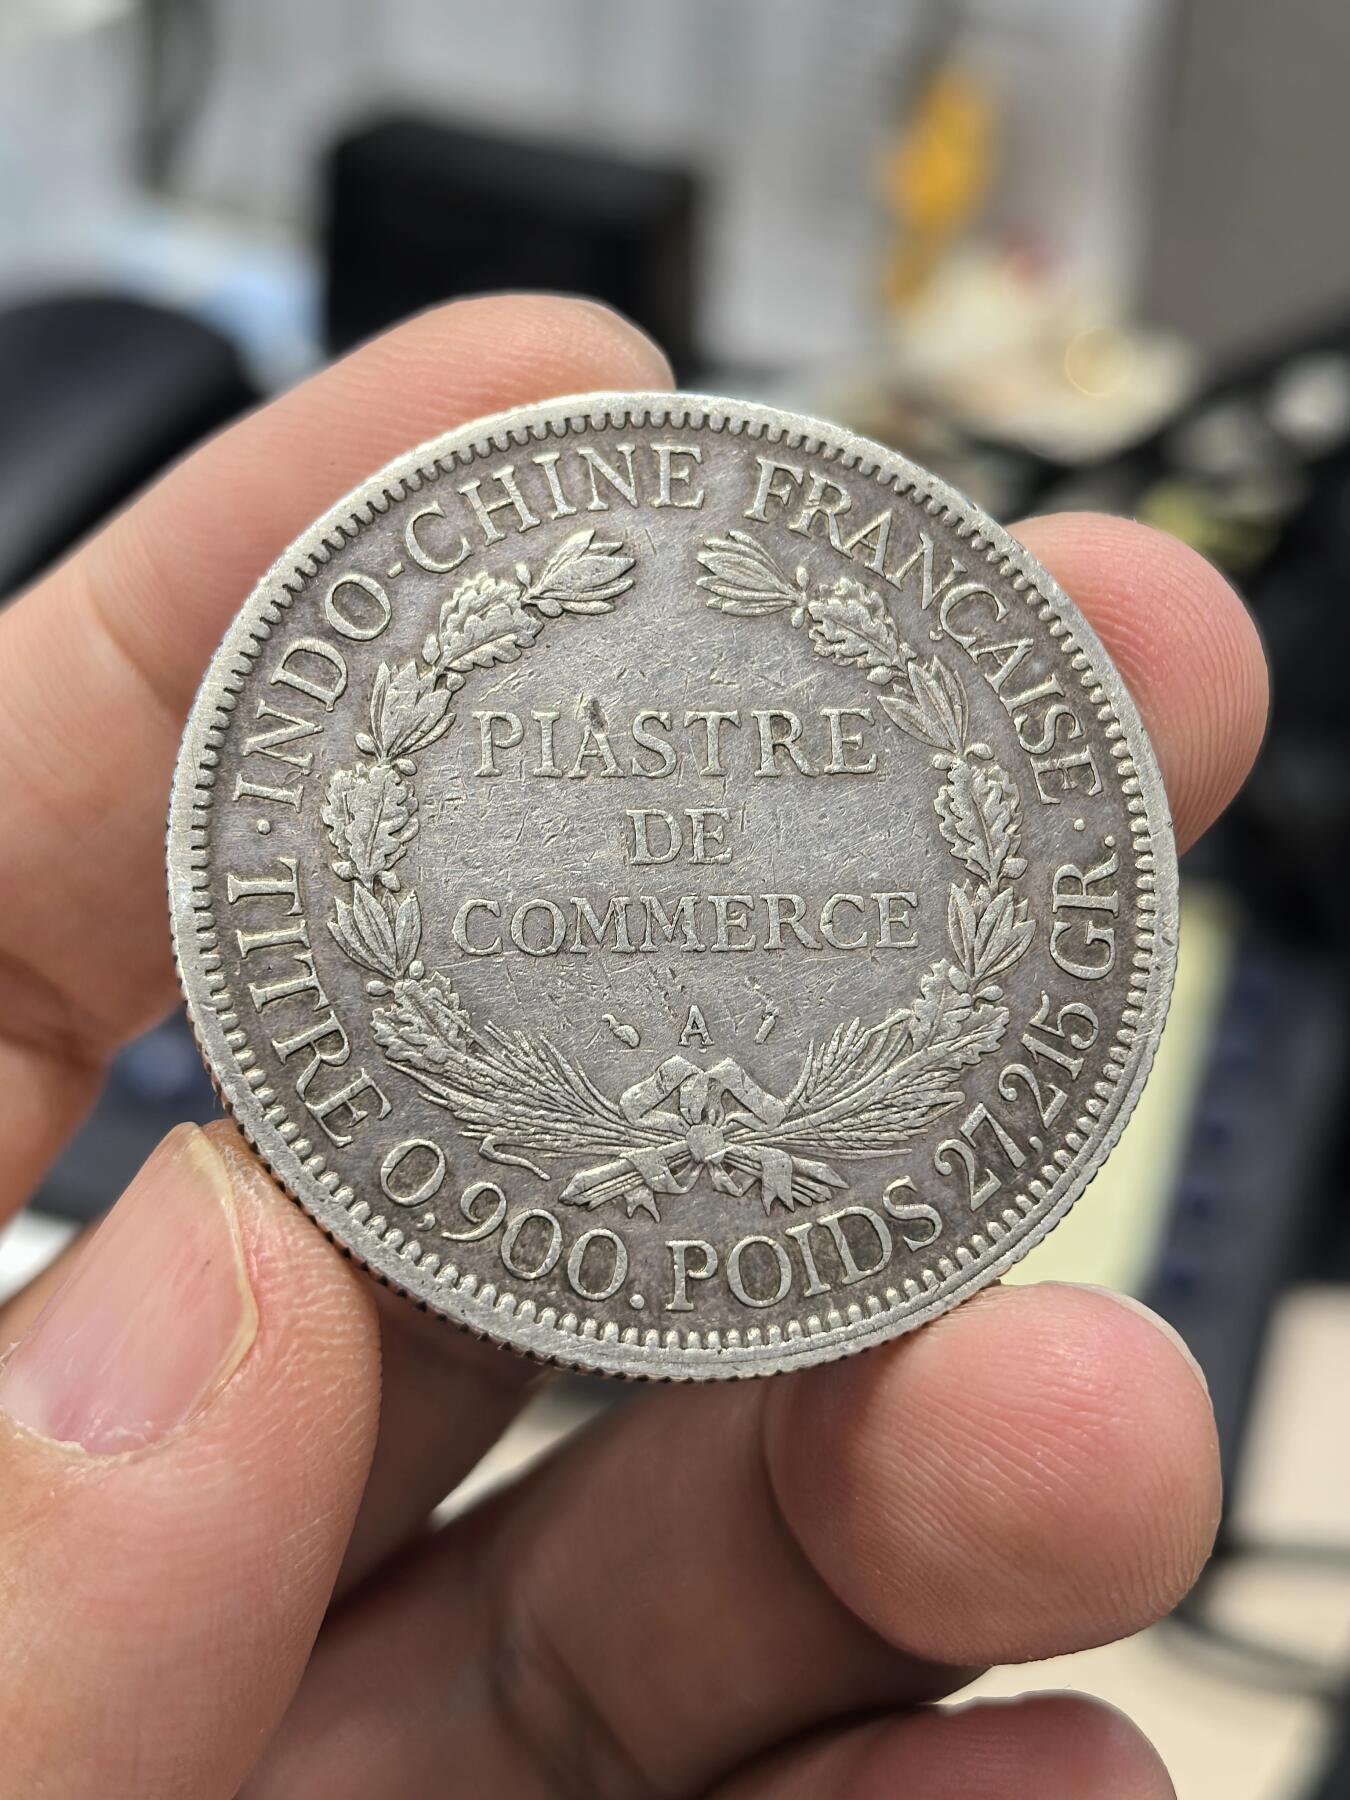 INDO-CHINE FRANÇAISE
PIASTRE
DE
COMMERCE
A
TITRE 0,900. POIDS 27,215 GR.